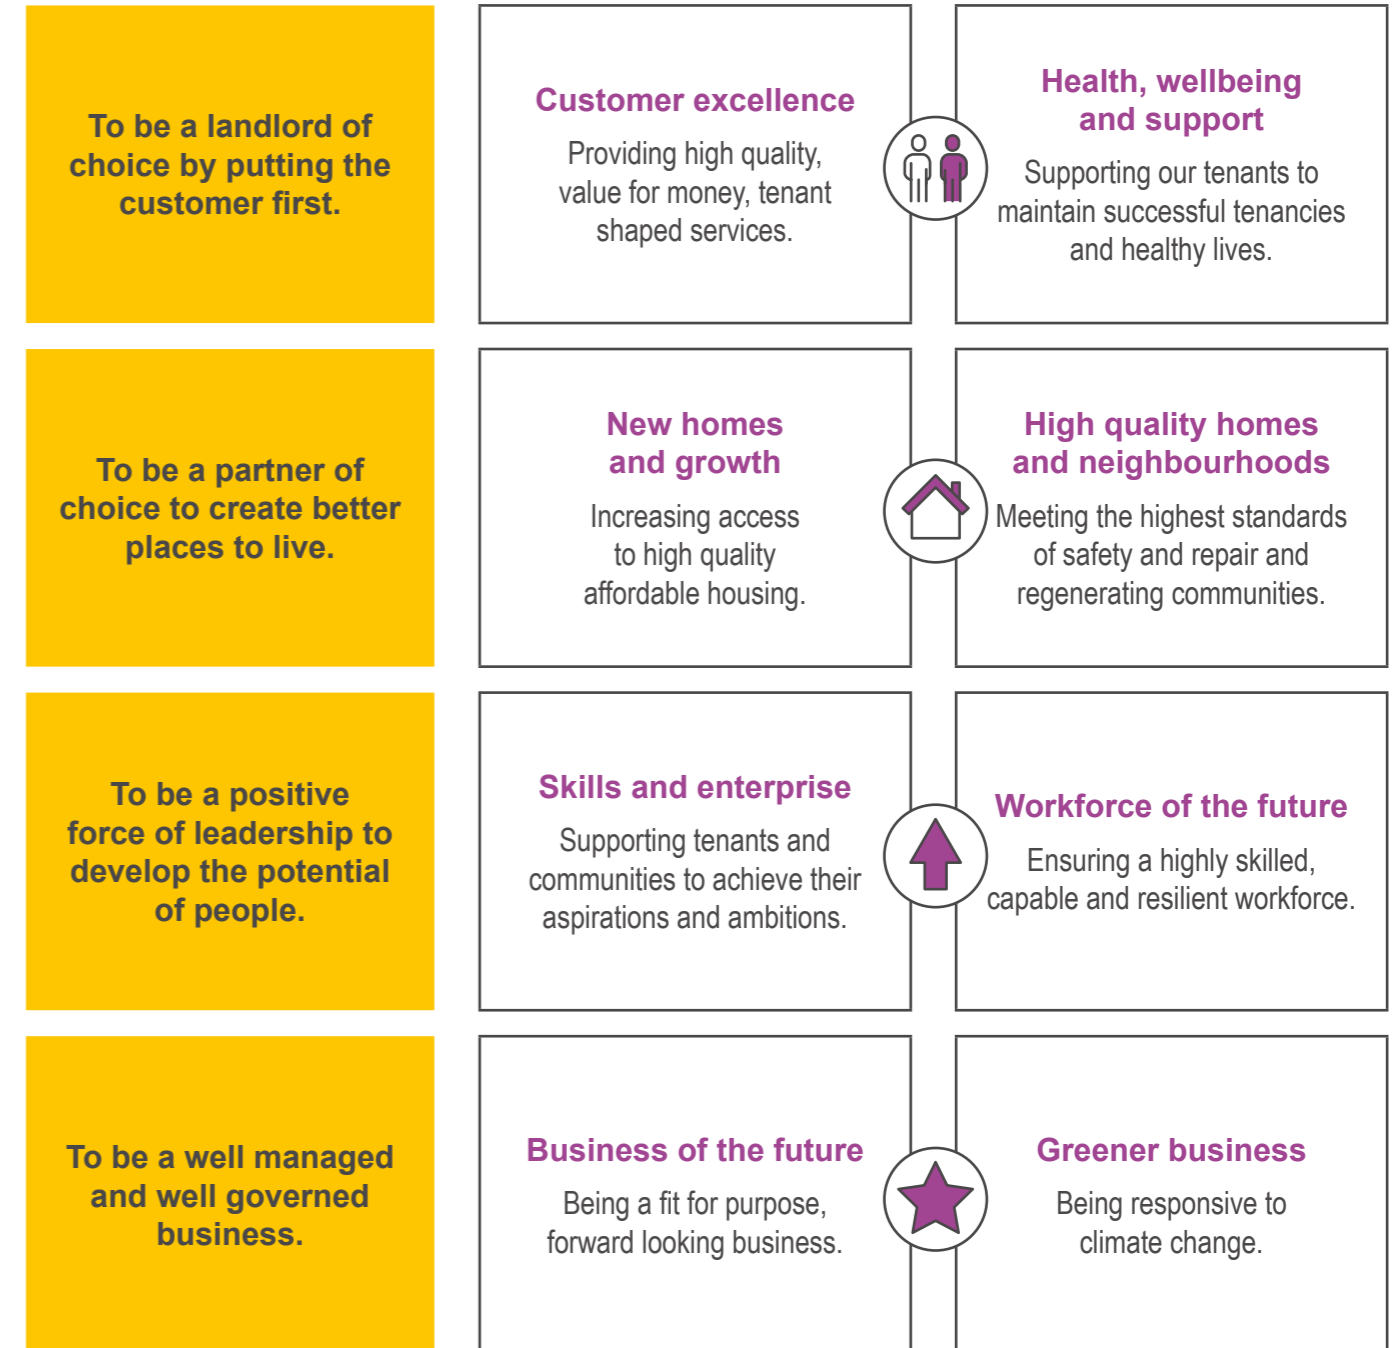 To be a landlord of
choice by putting the
customer first.
Customer excellence
Providing high quality,
value for money, tenant
shaped services.
Health, wellbeing
and support
Supporting our tenants to
maintain successful tenancies
and healthy lives.
To be a partner of
choice to create better
places to live.
New homes
and growth
Increasing access
to high quality
affordable housing.
High quality homes
and neighbourhoods
Meeting the highest standards
of safety and repair and
regenerating communities.
To be a positive
force of leadership to
develop the potential
of people.
Skills and enterprise
Supporting tenants and
communities to achieve their
aspirations and ambitions.
Workforce of the future
Ensuring a highly skilled,
capable and resilient workforce.
To be a well managed
and well governed
business.
Business of the future
Being a fit for purpose,
forward looking business.
Greener business
Being responsive to
climate change.